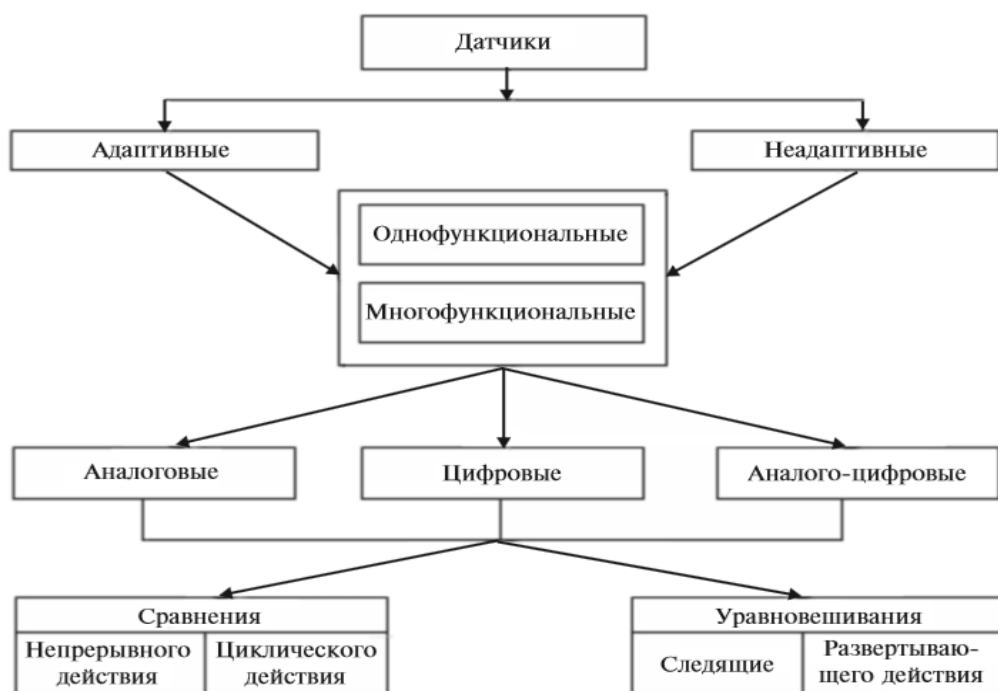 Датчики
Адаптивные
Неадаптивные
Однофункциональные
Многофункциональные
Аналоговые
Цифровые
Аналого-цифровые
Сравнения
Непрерывного
действия
Циклического
действия
Уравновешивания
Следящие
Развертываю-
щего действия